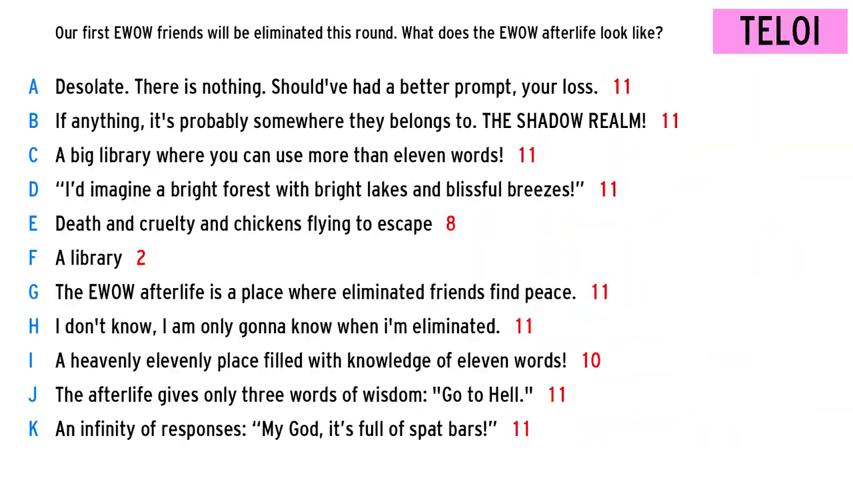 Our first EWOW friends will be eliminated this round. What does the EWOW afterlife look like?
TELOI
A Desolate. There is nothing. Should've had a better prompt, your loss. 11
B If anything, it's probably somewhere they belongs to. THE SHADOW REALM! 11
C A big library where you can use more than eleven words! 11
D “I’d imagine a bright forest with bright lakes and blissful breezes!” 11
E Death and cruelty and chickens flying to escape 8
F A library 2
G The EWOW afterlife is a place where eliminated friends find peace. 11
H I don't know, I am only gonna know when i'm eliminated. 11
I A heavenly elevenly place filled with knowledge of eleven words! 10
J The afterlife gives only three words of wisdom: "Go to Hell." 11
K An infinity of responses: “My God, it’s full of spat bars!” 11